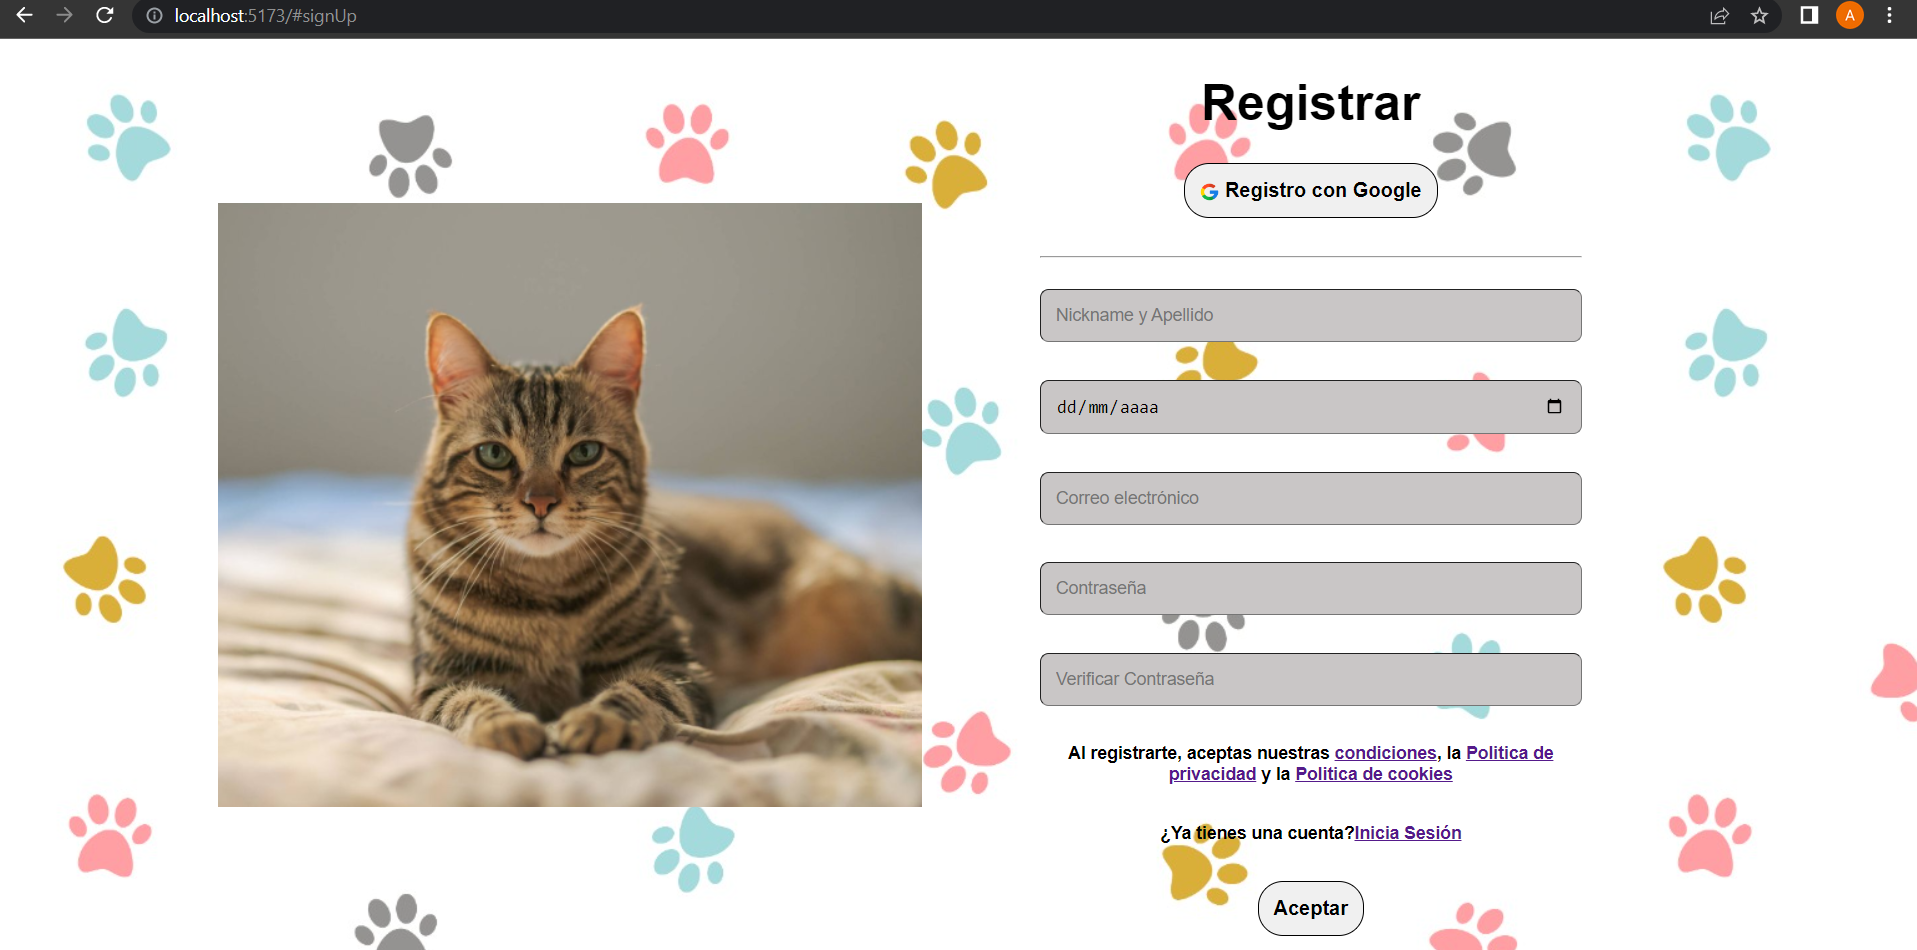 localhost:5173/#signUp
A
Registrar
Registro con Google
Nickname y Apellido
dd/mm/aaaa
Correo electrónico
Contraseña
Verificar Contraseña
Al registrarte, aceptas nuestras condiciones, la Politica de
privacidad y la Politica de cookies
¿Ya tienes una cuenta?Inicia Sesión
Aceptar